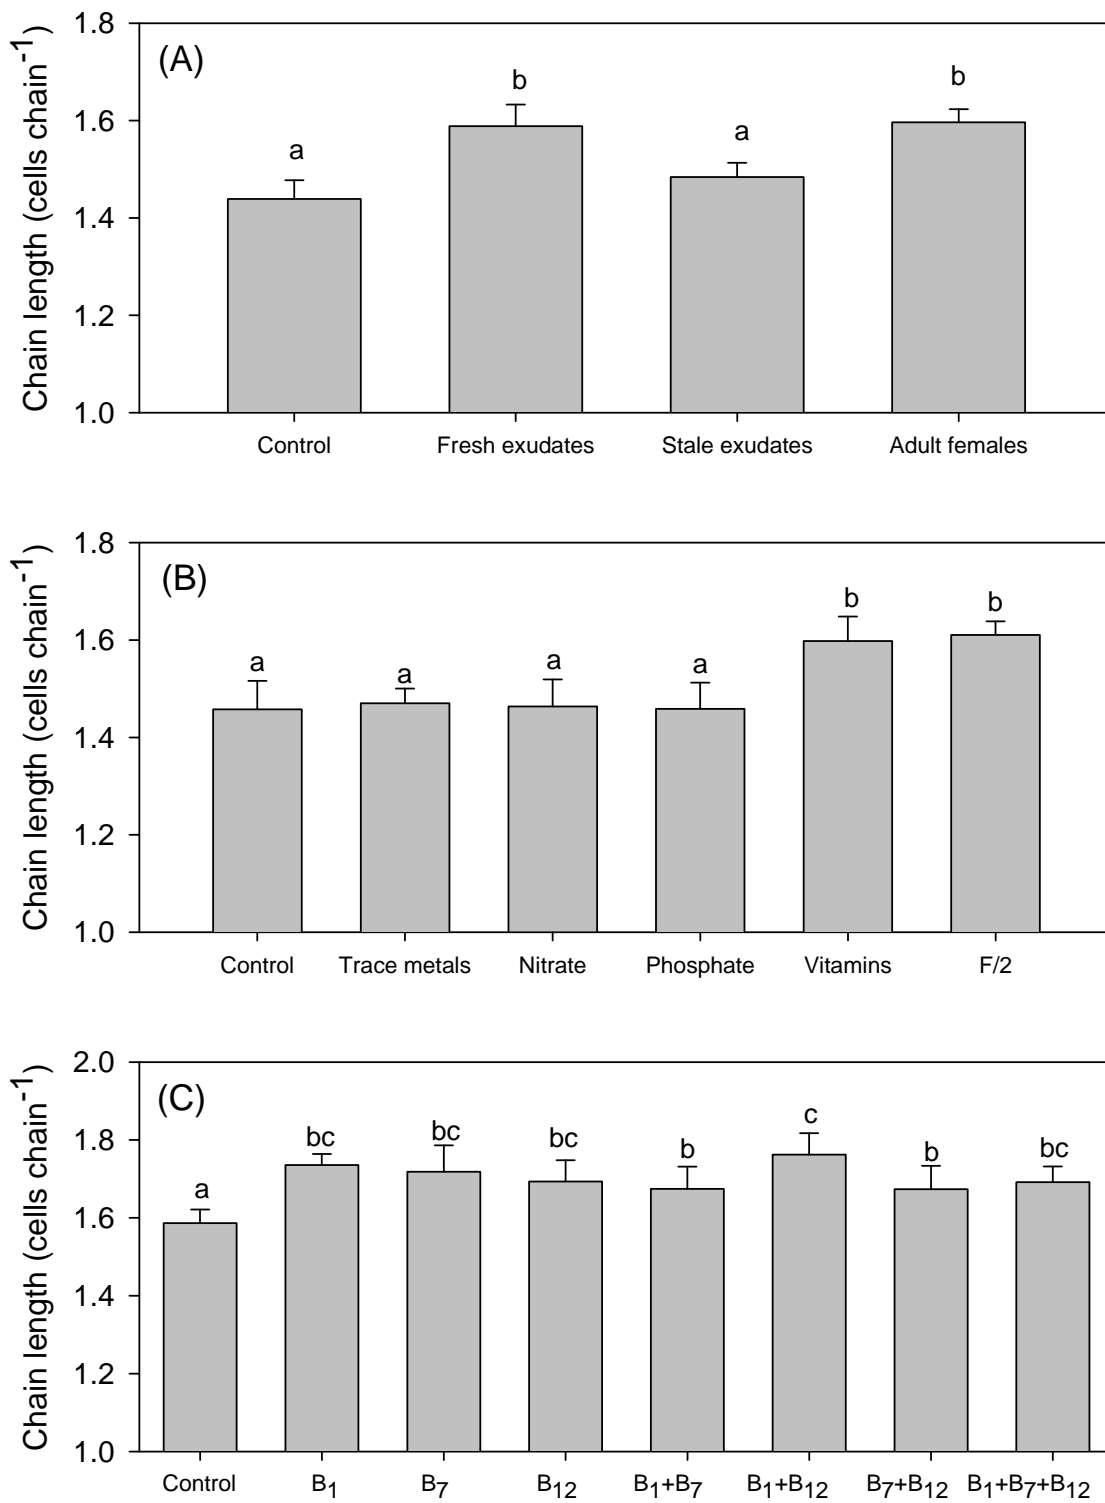 (A)
Chain length (cells chain⁻¹)
1.8
1.6
1.4
1.2
1.0
a
b
a
b
Control Fresh exudates Stale exudates Adult females
(B)
Chain length (cells chain⁻¹)
1.8
1.6
1.4
1.2
1.0
a a a a b b
Control Trace metals Nitrate Phosphate Vitamins F/2
(C)
Chain length (cells chain⁻¹)
2.0
1.8
1.6
1.4
1.2
1.0
a bc bc bc b c b bc
Control B₁ B₇ B₁₂ B₁+B₇ B₁+B₁₂ B₇+B₁₂ B₁+B₇+B₁₂